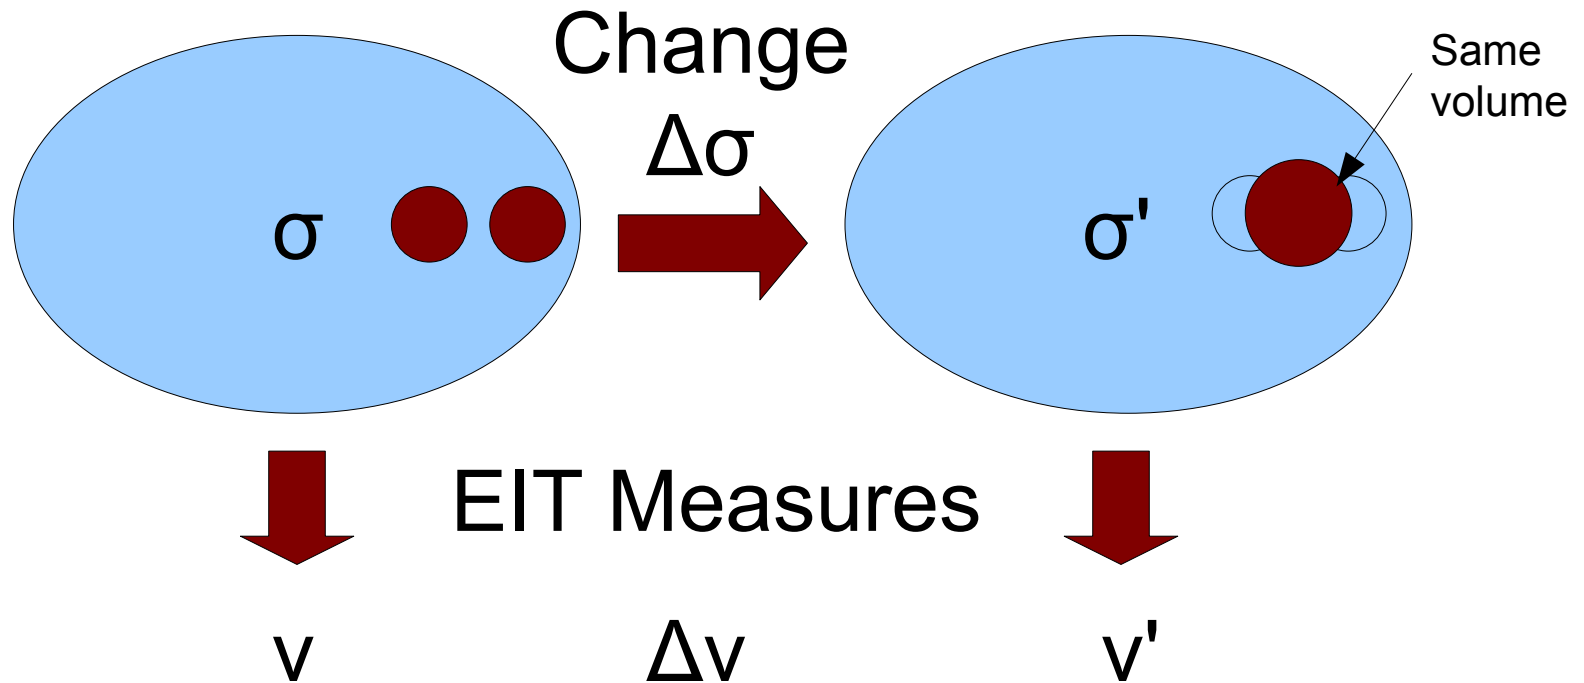 Change
Δσ
Same
volume
σ
σ'
EIT Measures
v
Δv
v'